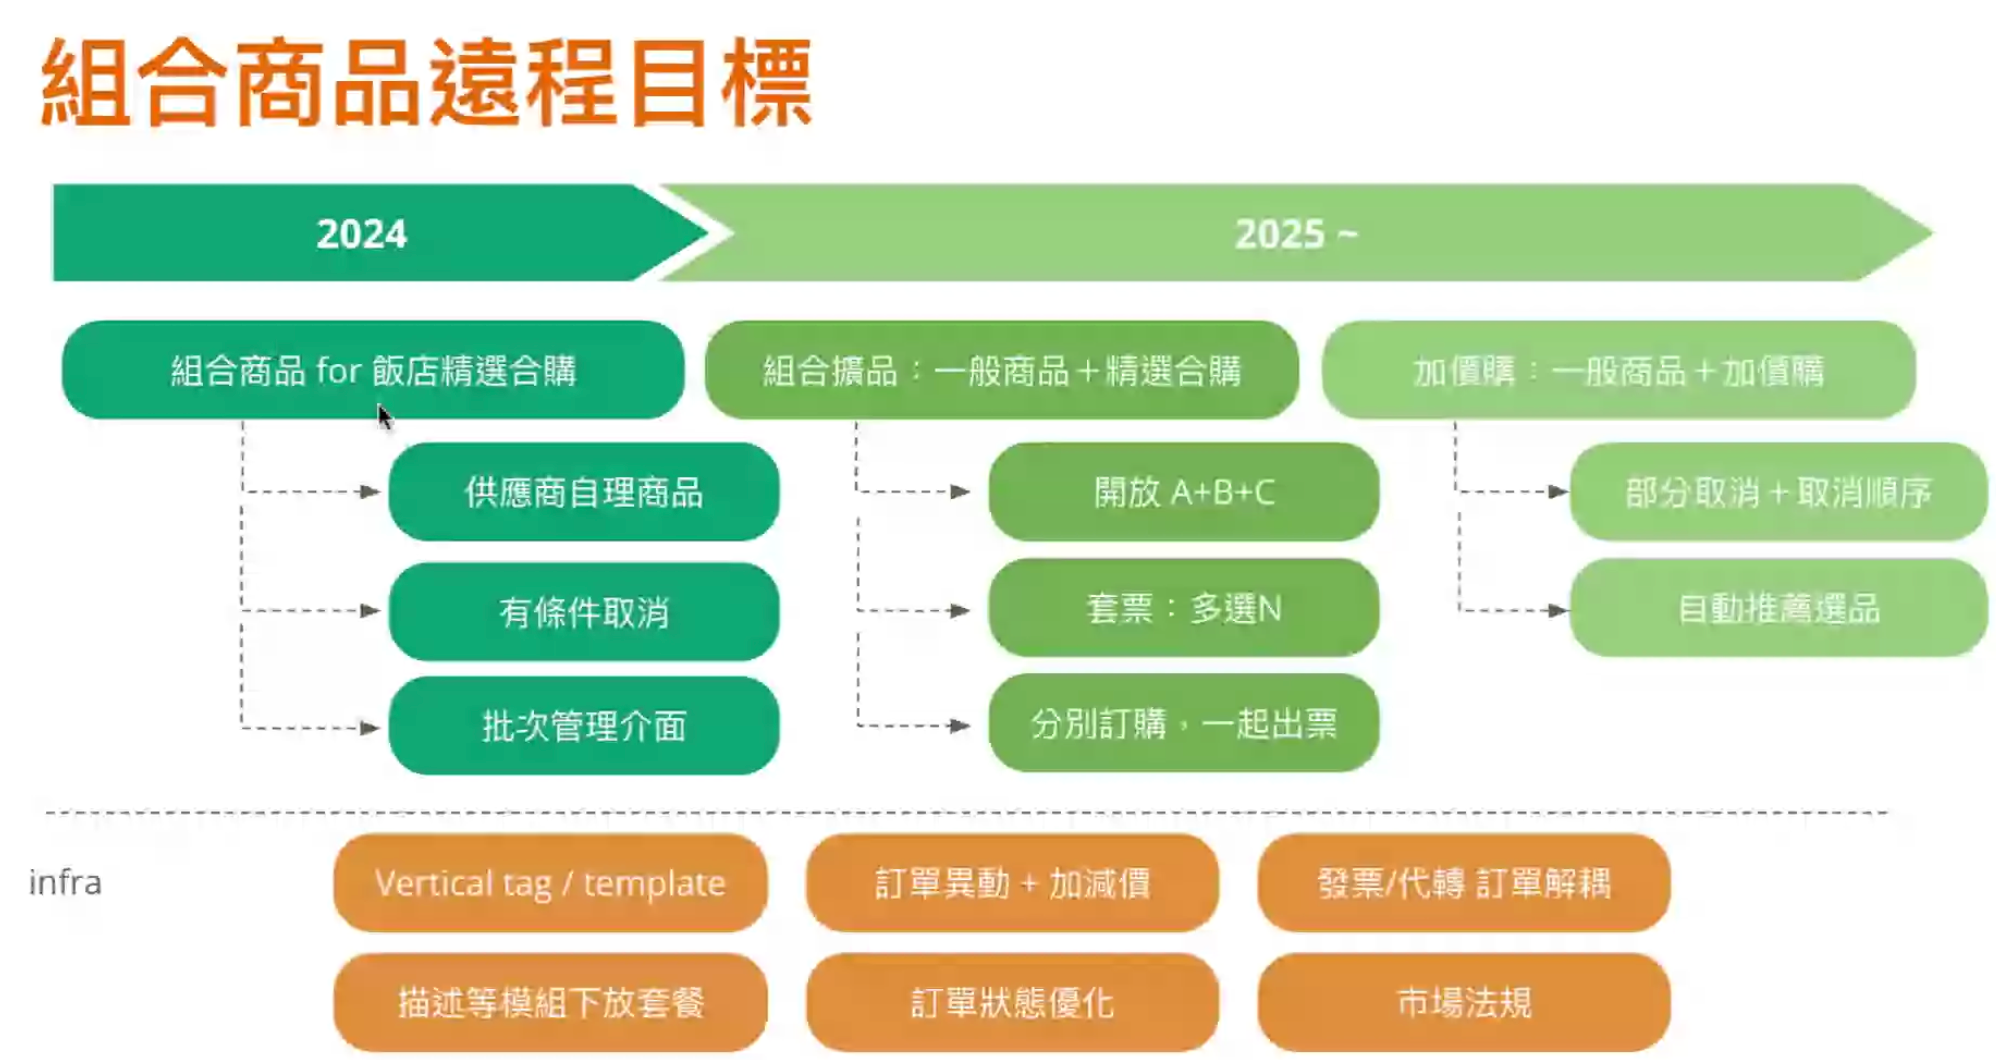 組合商品遠程目標
2024
2025 ~
組合商品 for 飯店精選合購
組合擴品：一般商品＋精選合購
加價購：一般商品＋加價購
供應商自理商品
開放 A+B+C
部分取消＋取消順序
有條件取消
套票：多選N
自動推薦選品
批次管理介面
分別訂購，一起出票
infra
Vertical tag / template
訂單異動 + 加減價
發票/代轉 訂單解耦
描述等模組下放套餐
訂單狀態優化
市場法規